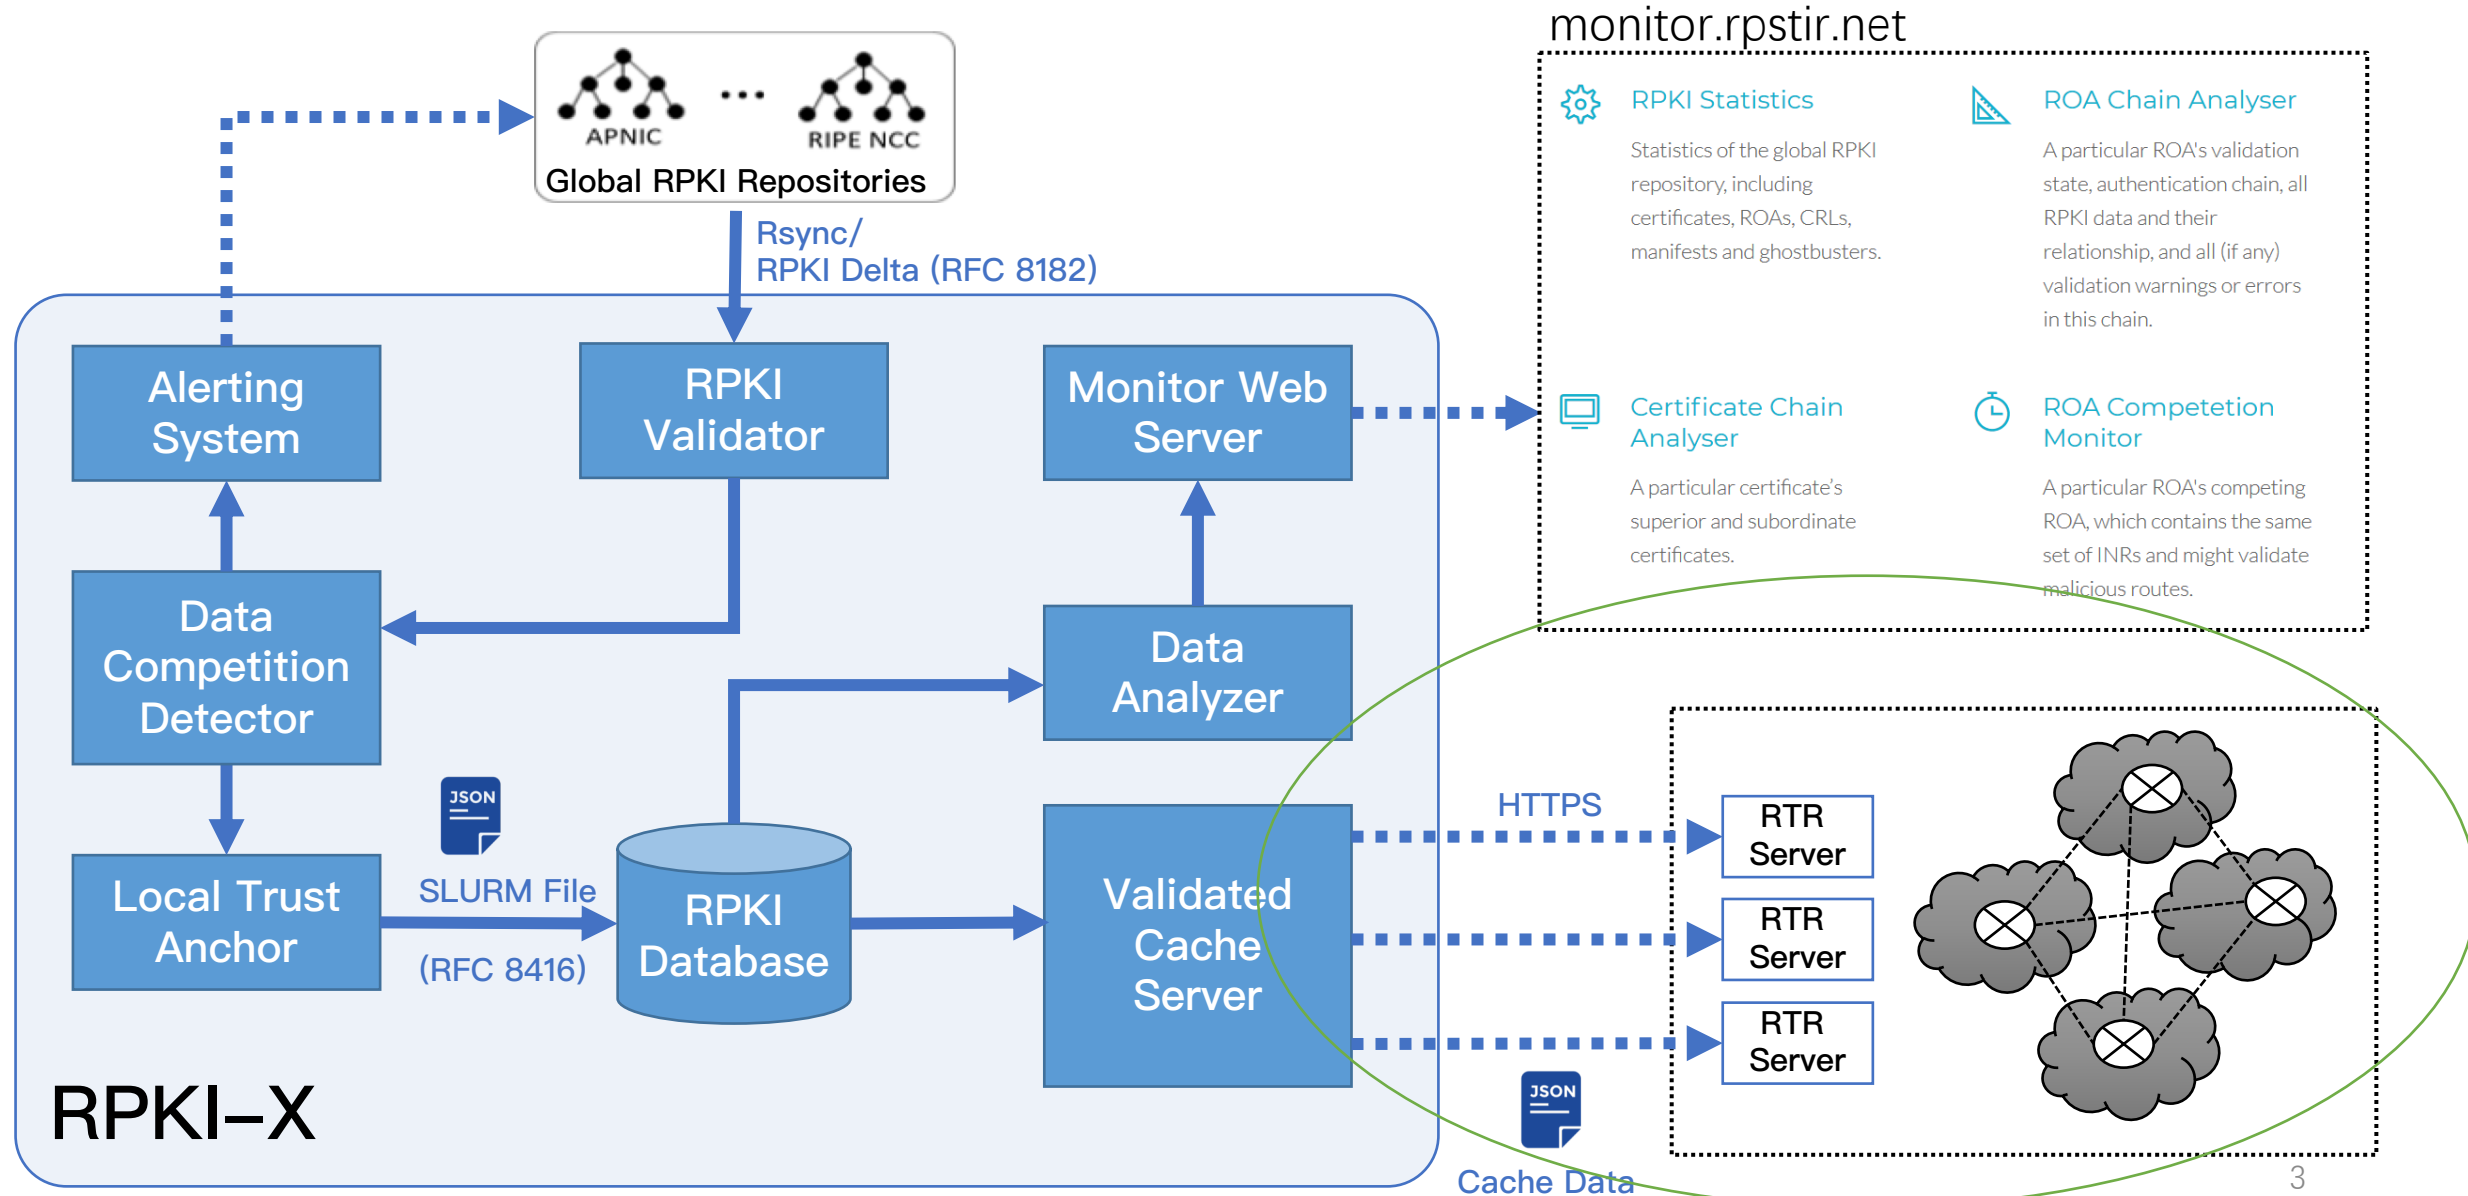 monitor.rpstir.net
APNIC
...
RIPE NCC
Global RPKI Repositories
Rsync/
RPKI Delta (RFC 8182)
RPKI Statistics
Statistics of the global RPKI
repository, including
certificates, ROAs, CRLs,
manifests and ghostbusters.
ROA Chain Analyser
A particular ROA's validation
state, authentication chain, all
RPKI data and their
relationship, and all (if any)
validation warnings or errors
in this chain.
Certificate Chain
Analyser
A particular certificate's
superior and subordinate
certificates.
ROA Competetion
Monitor
A particular ROA's competing
ROA, which contains the same
set of INRs and might validate
malicious routes.
Alerting
System
RPKI
Validator
Monitor Web
Server
Data
Competition
Detector
Data
Analyzer
Local Trust
Anchor
JSON
SLURM File
(RFC 8416)
RPKI
Database
Validated
Cache
Server
HTTPS
RTR
Server
RTR
Server
RTR
Server
JSON
Cache Data
RPKI–X
3